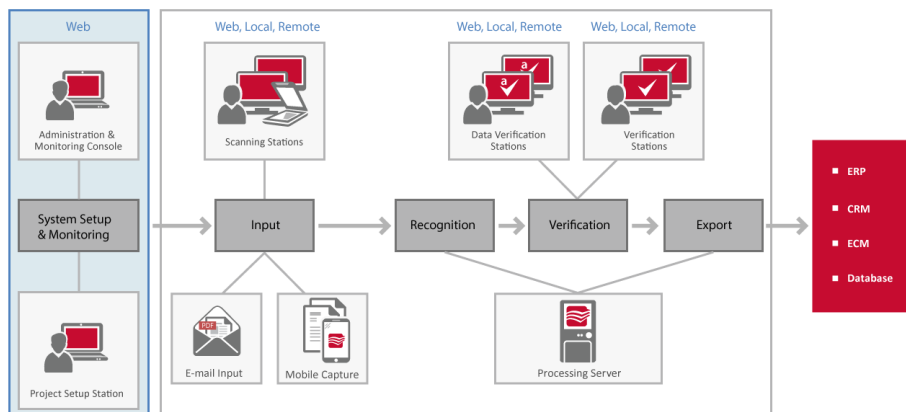 Web
Web, Local, Remote
Web, Local, Remote
Web, Local, Remote
a
a
Administration &
Monitoring Console
Scanning Stations
Data Verification
Stations
Verification
Stations
System Setup
& Monitoring
Input
Recognition
Verification
Export
ERP
CRM
ECM
Database
PDF
E-mail Input
Mobile Capture
Processing Server
Project Setup Station